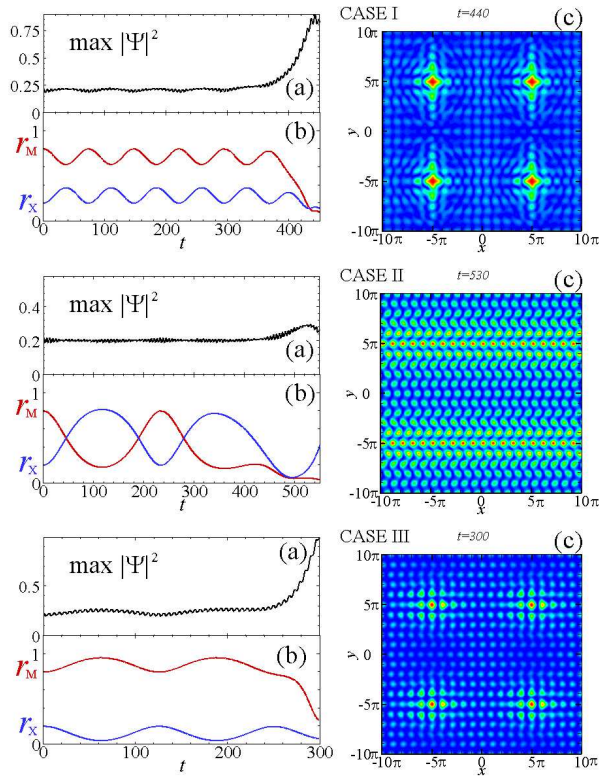 CASE I t=440 (c)
max |Ψ|²
(a)
0.75
0.5
0.25
0
(b)
1
r_M
r_X
0
0 100 200 300 400
t
10π
5π
y 0
-5π
-10π
-10π -5π 0 5π 10π
x
CASE II t=530 (c)
max |Ψ|²
(a)
0.4
0.2
0
(b)
1
r_M
r_X
0
0 100 200 300 400 500
t
10π
5π
y 0
-5π
-10π
-10π -5π 0 5π 10π
x
CASE III t=300 (c)
(a)
max |Ψ|²
0.5
0
(b)
1
r_M
r_X
0
0 100 200 300
t
10π
5π
y 0
-5π
-10π
-10π -5π 0 5π 10π
x